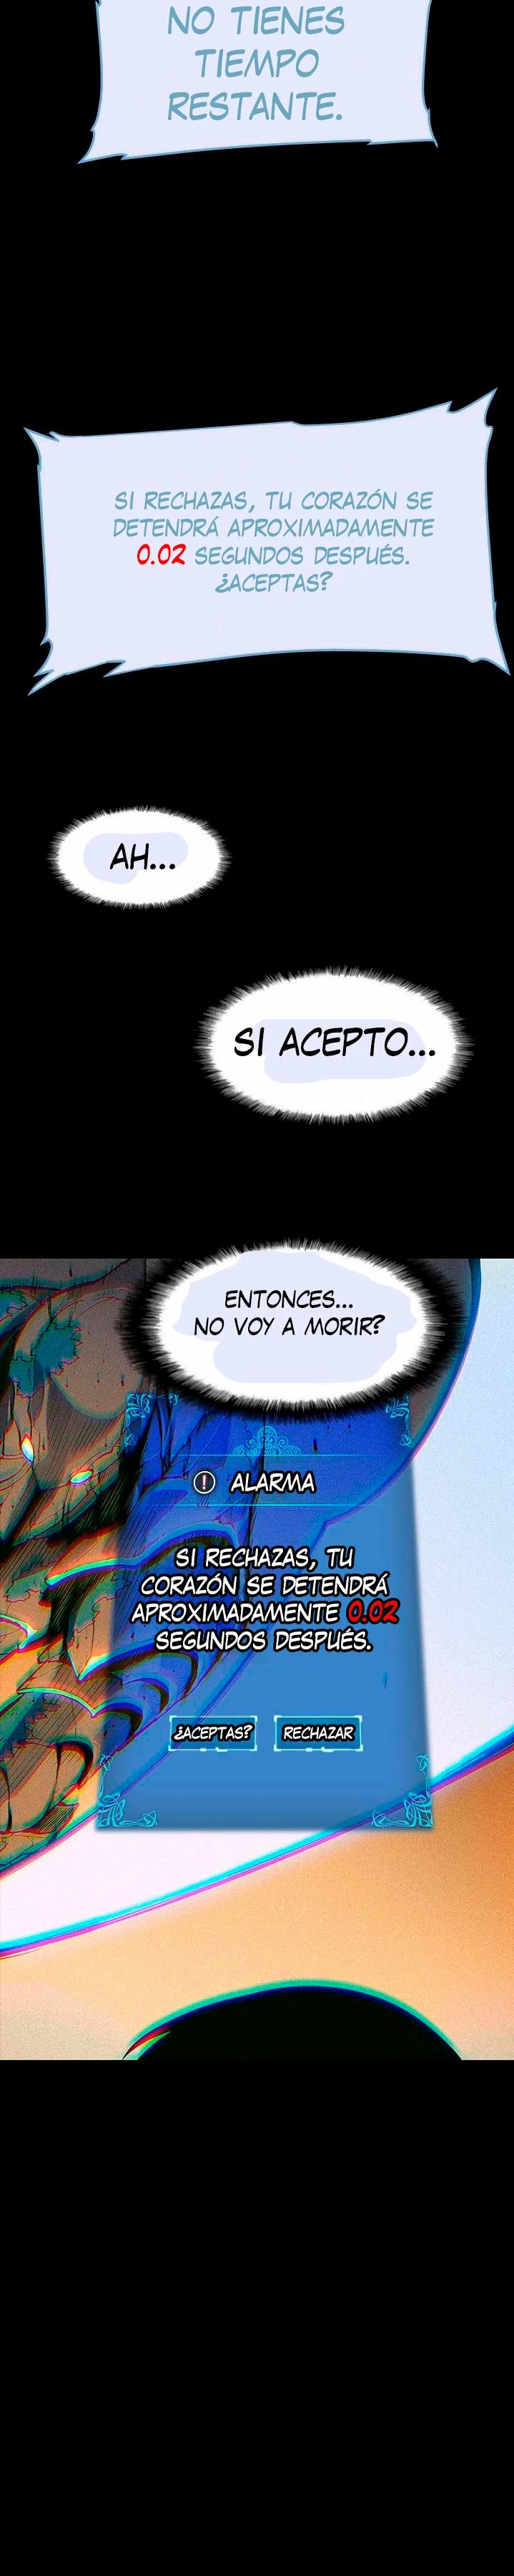 NO TIENES
TIEMPO
RESTANTE.
SI RECHAZAS, TU CORAZÓN SE
DETENDRÁ APROXIMADAMENTE
0.02 SEGUNDOS DESPUÉS.
¿ACEPTAS?
AH...
SI ACEPTO...
ENTONCES...
NO VOY A MORIR?
! ALARMA
SI RECHAZAS, TU
CORAZÓN SE DETENDRÁ
APROXIMADAMENTE 0.02
SEGUNDOS DESPUÉS.
¿ACEPTAS? RECHAZAR